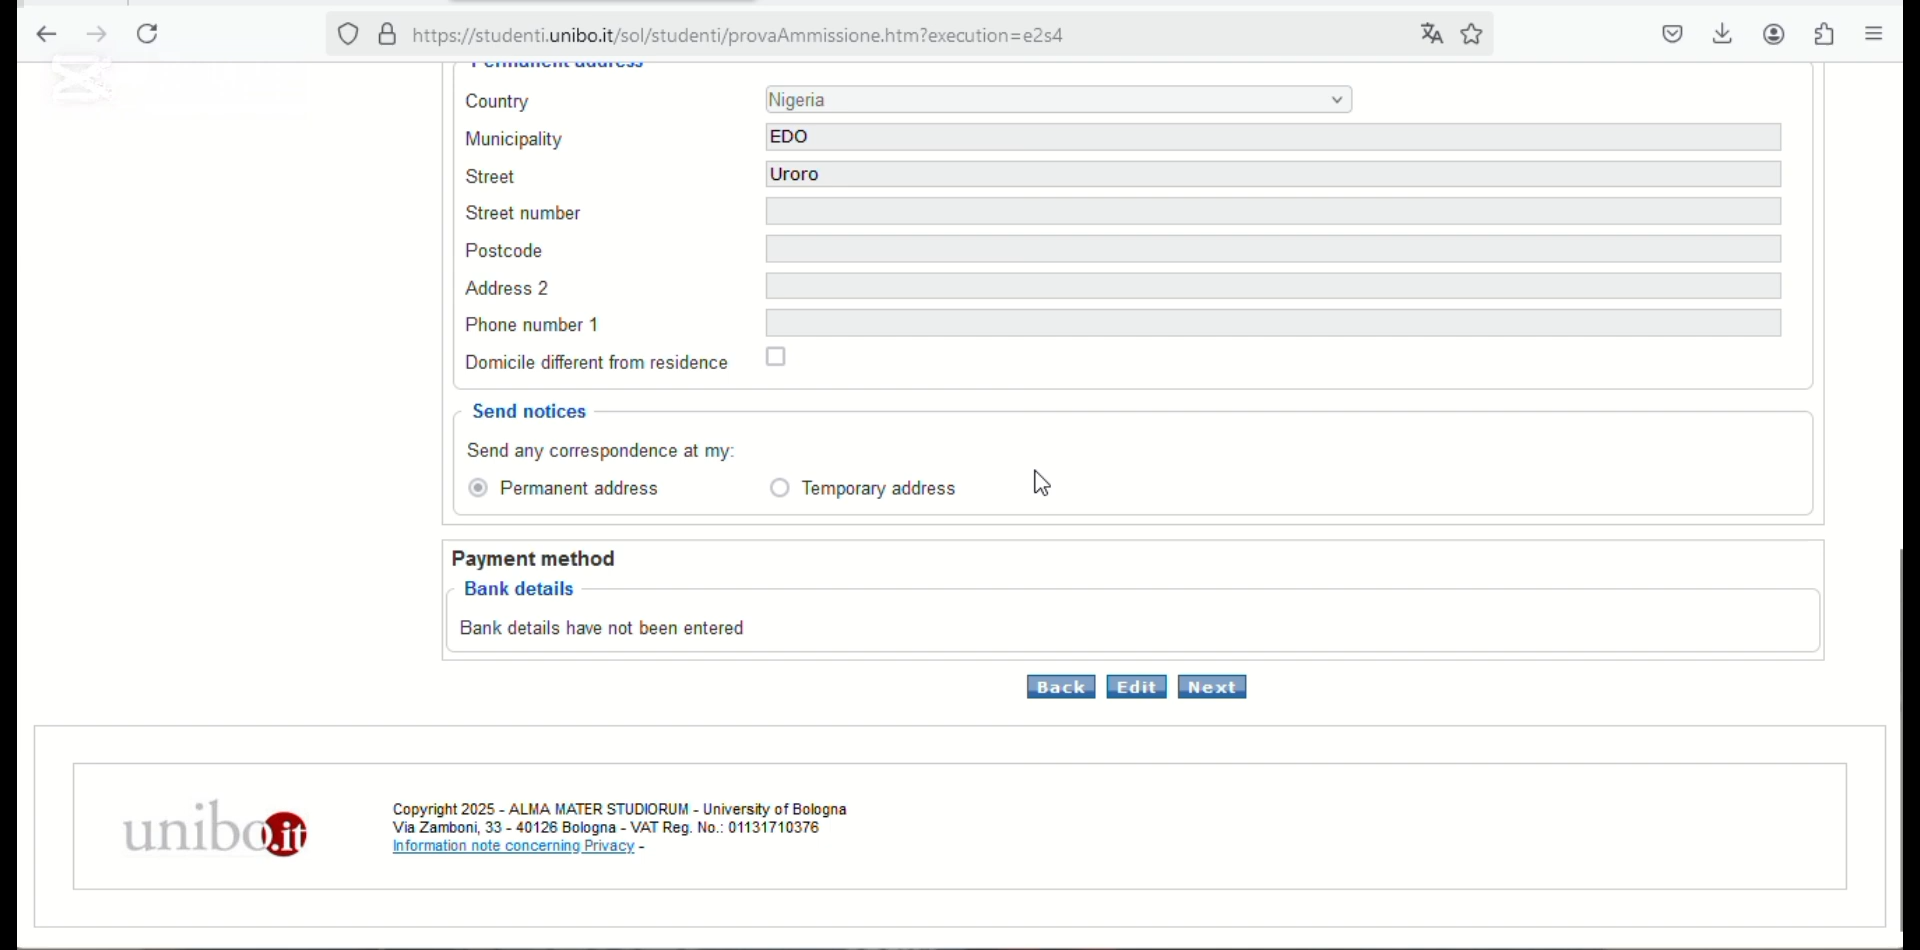 https://studenti.unibo.it/sol/studenti/provaAmmissione.htm?execution=e2s4
Permanent address
Country
Nigeria
Municipality
EDO
Street
Uroro
Street number
Postcode
Address 2
Phone number 1
Domicile different from residence
Send notices
Send any correspondence at my:
Permanent address
Temporary address
Payment method
Bank details
Bank details have not been entered
Back Edit Next
unibo.it
Copyright 2025 - ALMA MATER STUDIORUM - University of Bologna
Via Zamboni, 33 - 40126 Bologna - VAT Reg. No.: 01131710376
Information note concerning Privacy -